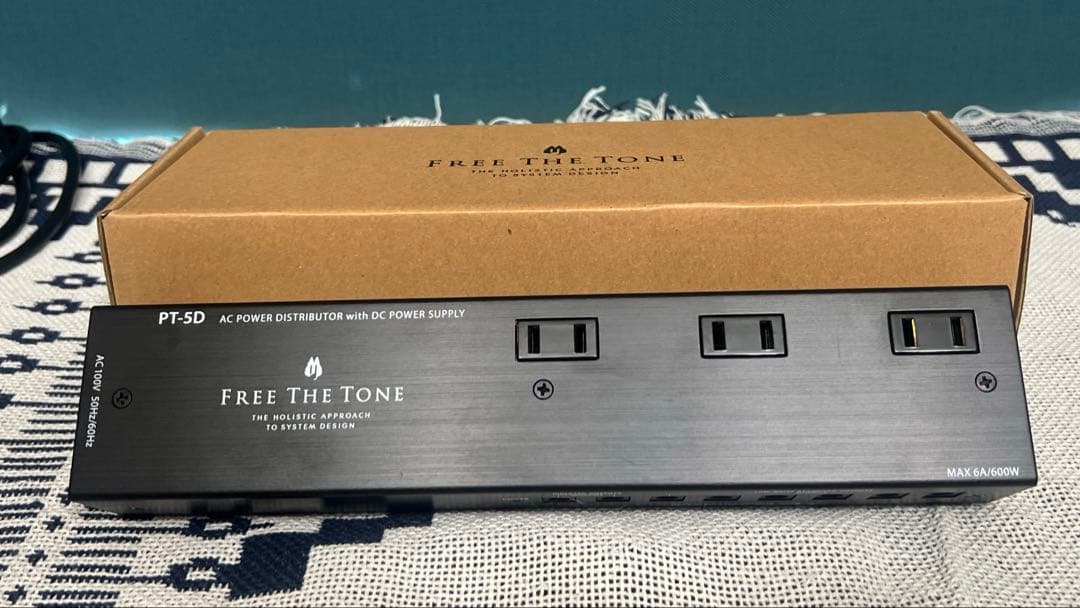 FREE THE TONE
THE HOLISTIC APPROACH
TO SYSTEM DESIGN
PT-5D AC POWER DISTRIBUTOR with DC POWER SUPPLY
AC100V 50Hz/60Hz
FREE THE TONE
THE HOLISTIC APPROACH
TO SYSTEM DESIGN
MAX 6A/600W